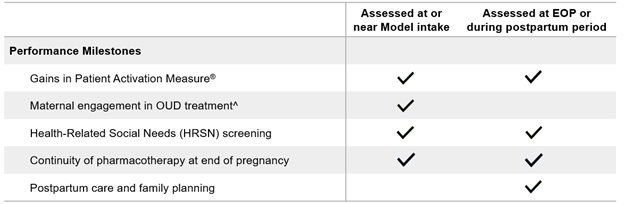 Assessed at or near Model intake
Assessed at EOP or during postpartum period
Performance Milestones
Gains in Patient Activation Measure®
Maternal engagement in OUD treatment^
Health-Related Social Needs (HRSN) screening
Continuity of pharmacotherapy at end of pregnancy
Postpartum care and family planning